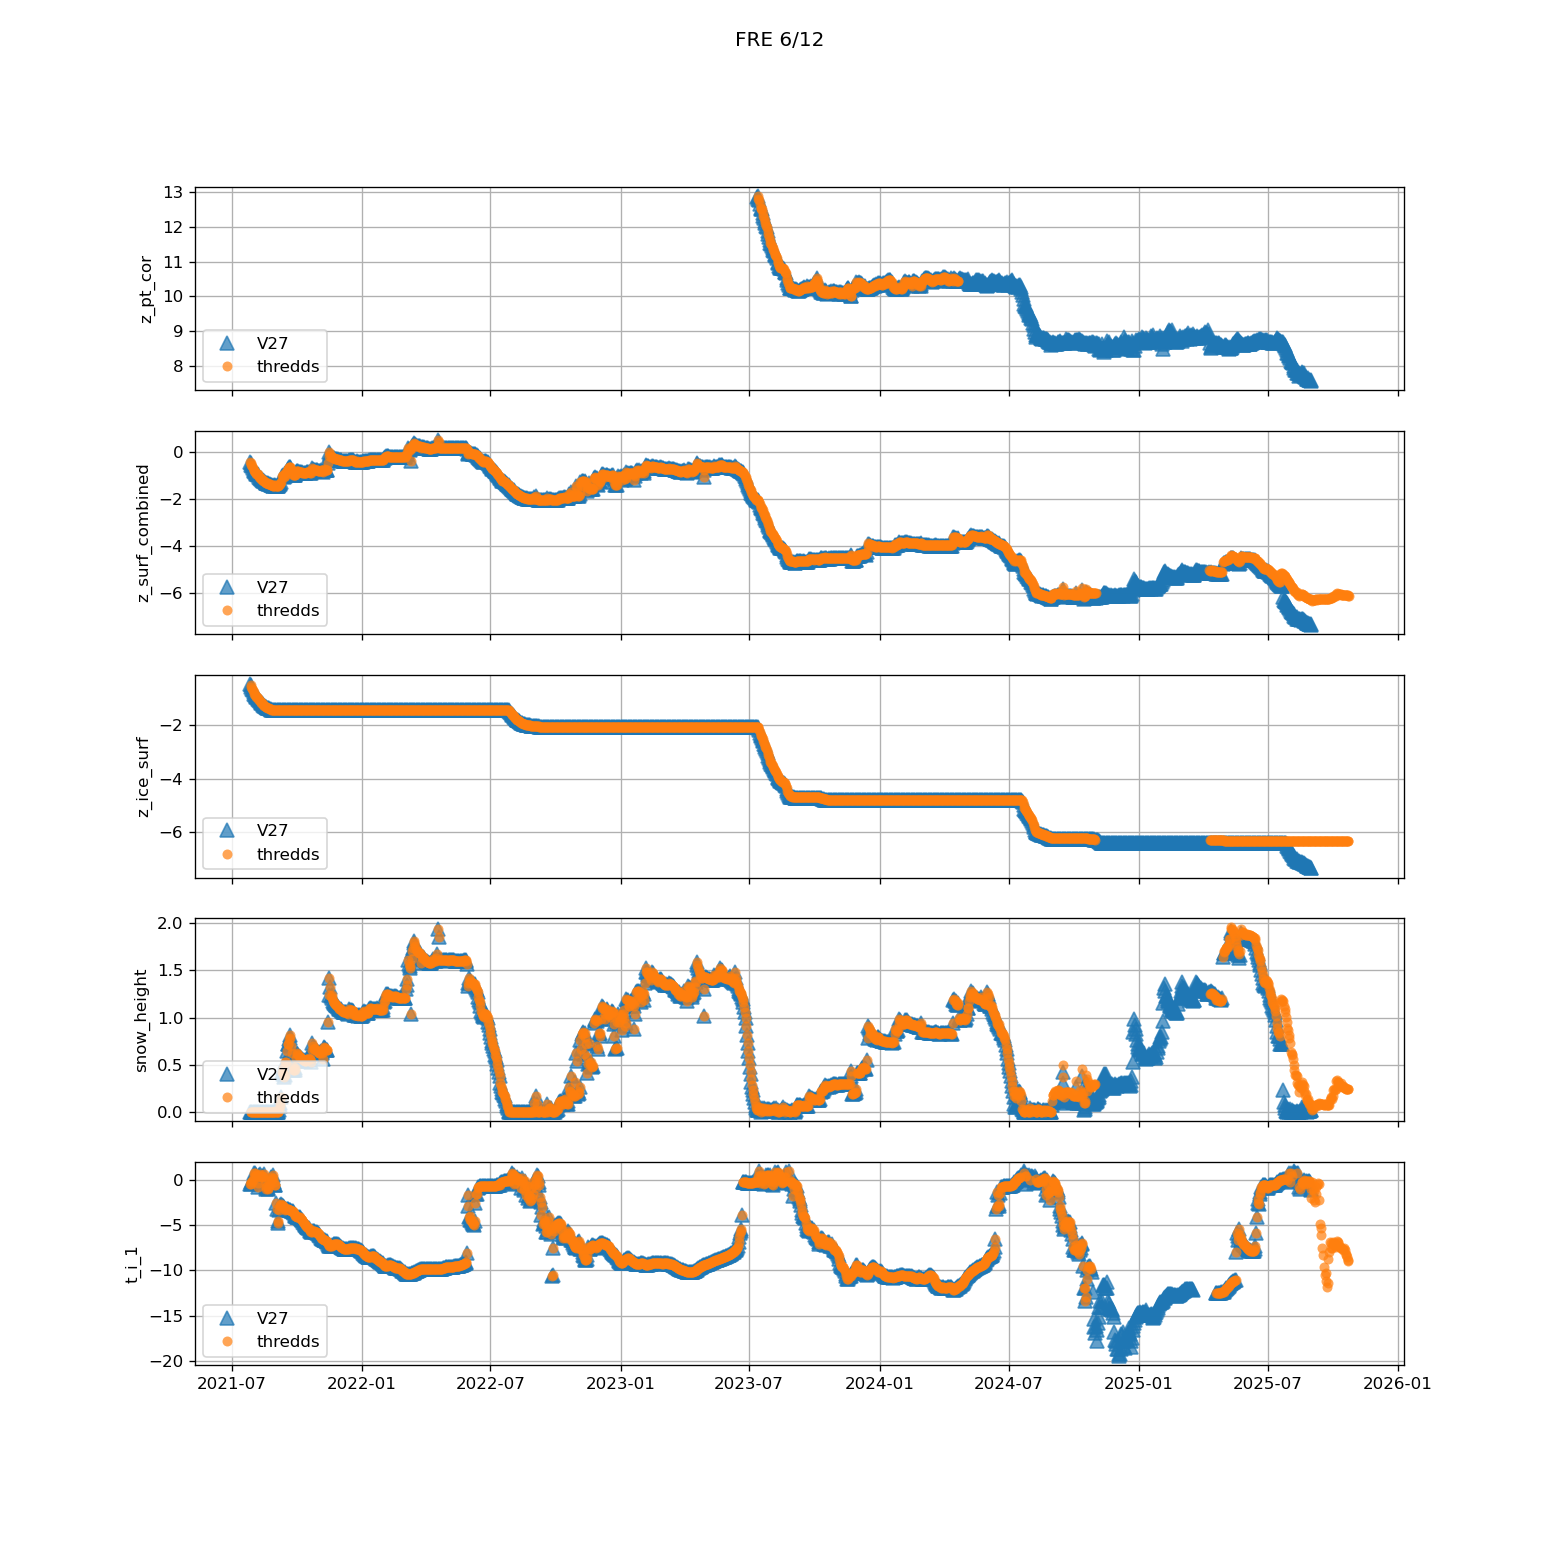 FRE 6/12
13
12
11
10
9
8
z_pt_cor
V27
thredds
0
−2
−4
−6
z_surf_combined
V27
thredds
−2
−4
−6
z_ice_surf
V27
thredds
2.0
1.5
1.0
0.5
0.0
snow_height
V27
thredds
0
−5
−10
−15
−20
t_i_1
V27
thredds
2021-07 2022-01 2022-07 2023-01 2023-07 2024-01 2024-07 2025-01 2025-07 2026-01